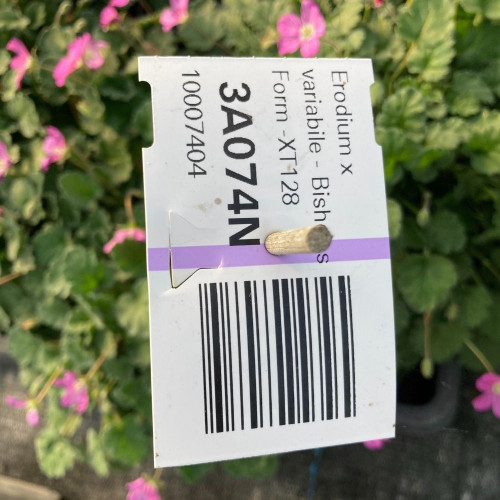 Erodium x
variabile - Bish s
Form -XT128
3A074N
10007404